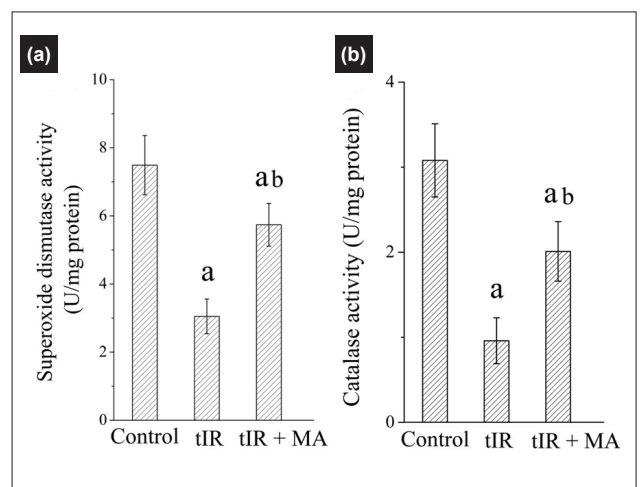 (a)
Superoxide dismutase activity
(U/mg protein)
10
8
6
4
2
0
a
ab
Control tIR tIR + MA
(b)
Catalase activity (U/mg protein)
4
2
0
a
ab
Control tIR tIR + MA